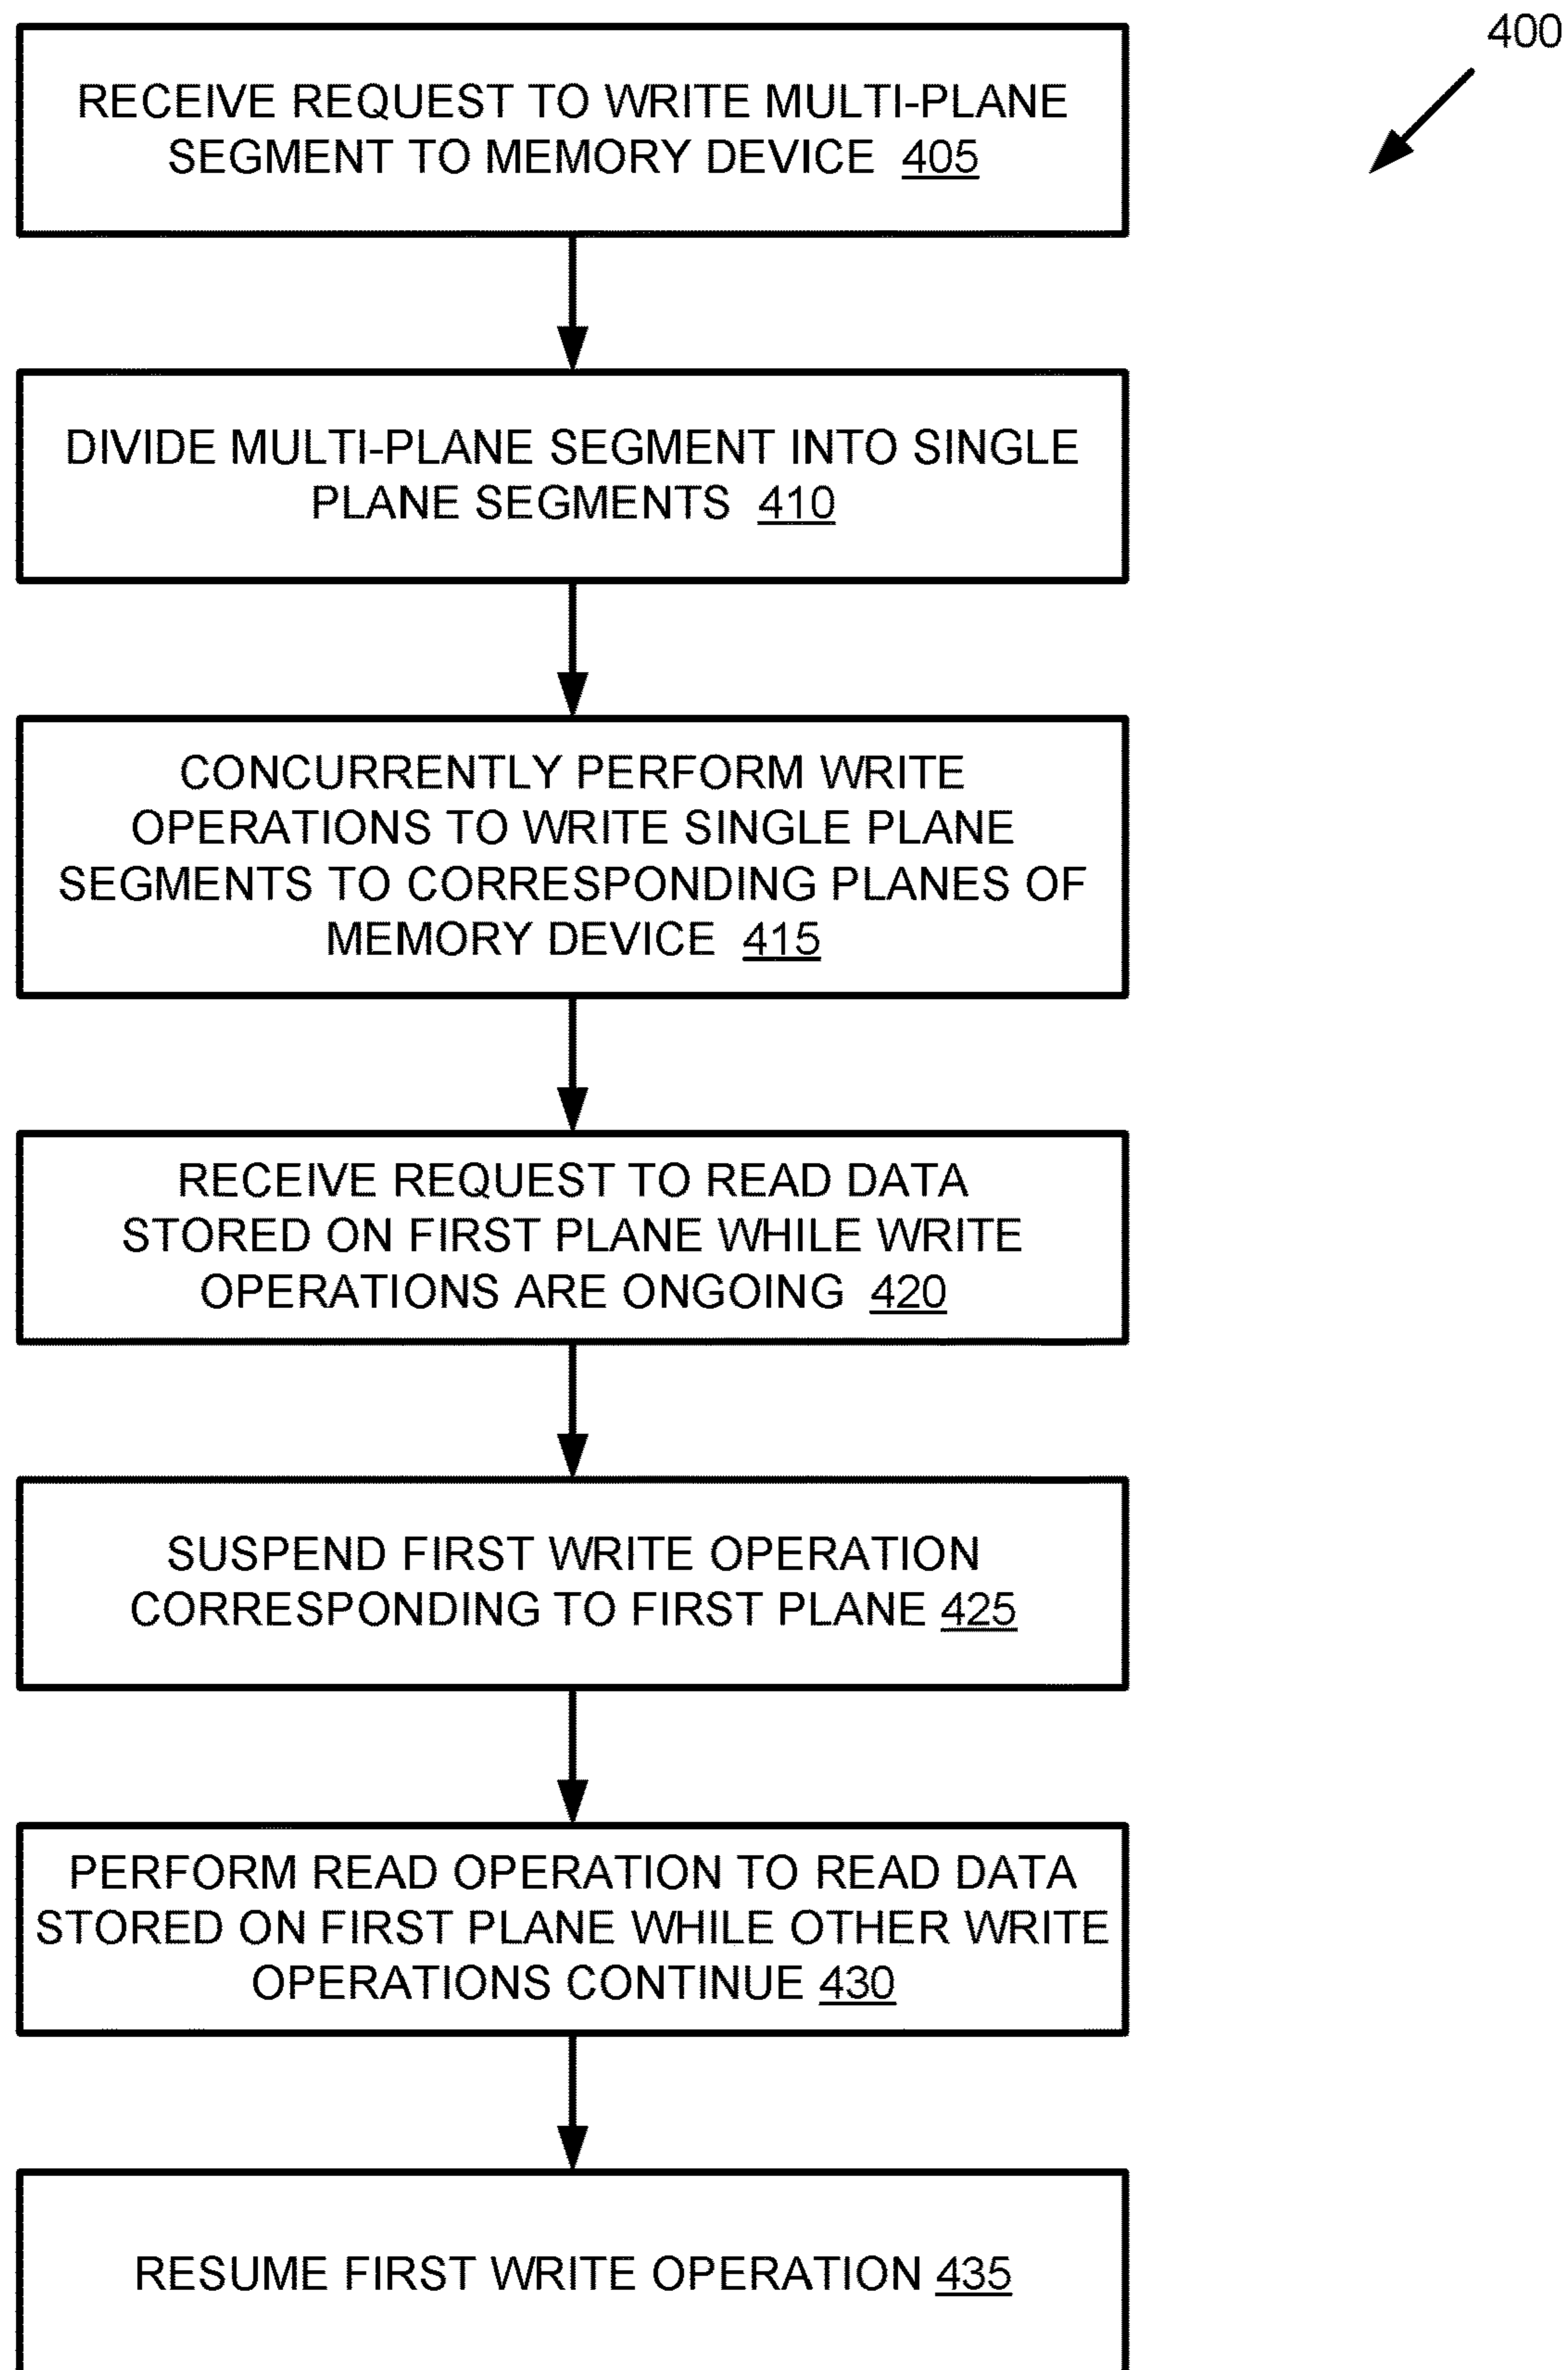 400
RECEIVE REQUEST TO WRITE MULTI-PLANE
SEGMENT TO MEMORY DEVICE 405
DIVIDE MULTI-PLANE SEGMENT INTO SINGLE
PLANE SEGMENTS 410
CONCURRENTLY PERFORM WRITE
OPERATIONS TO WRITE SINGLE PLANE
SEGMENTS TO CORRESPONDING PLANES OF
MEMORY DEVICE 415
RECEIVE REQUEST TO READ DATA
STORED ON FIRST PLANE WHILE WRITE
OPERATIONS ARE ONGOING 420
SUSPEND FIRST WRITE OPERATION
CORRESPONDING TO FIRST PLANE 425
PERFORM READ OPERATION TO READ DATA
STORED ON FIRST PLANE WHILE OTHER WRITE
OPERATIONS CONTINUE 430
RESUME FIRST WRITE OPERATION 435